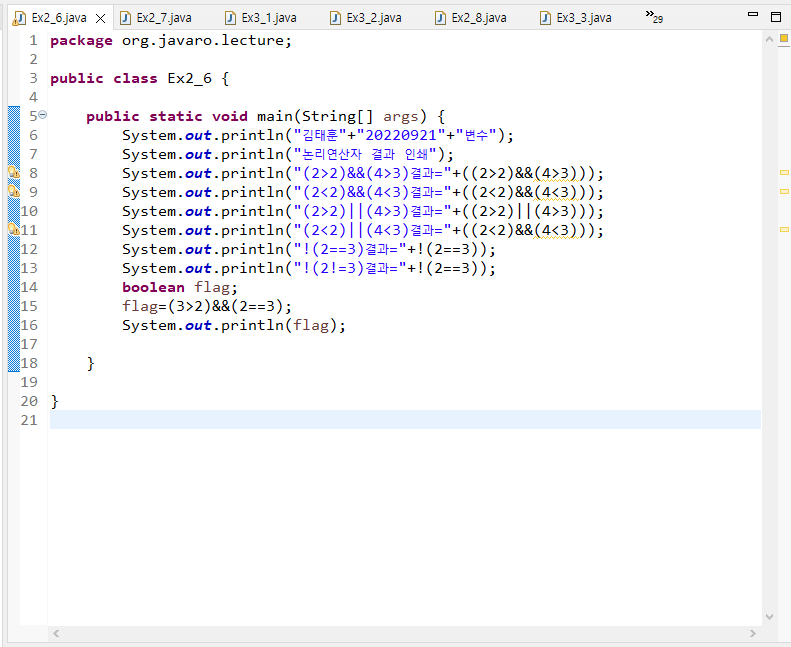 Ex2_6.java Ex2_7.java Ex3_1.java Ex3_2.java Ex2_8.java Ex3_3.java »29
1 package org.javaro.lecture;
2
3 public class Ex2_6 {
4
5 public static void main(String[] args) {
6 System.out.println("김태훈"+"20220921"+"변수");
7 System.out.println("논리연산자 결과 인쇄");
8 System.out.println("(2>2)&&(4>3)결과="+((2>2)&&(4>3)));
9 System.out.println("(2<2)&&(4<3)결과="+((2<2)&&(4<3)));
10 System.out.println("(2>2)||(4>3)결과="+((2>2)||(4>3)));
11 System.out.println("(2<2)||(4<3)결과="+((2<2)&&(4<3)));
12 System.out.println("!(2==3)결과="+!(2==3));
13 System.out.println("!(2!=3)결과="+!(2==3));
14 boolean flag;
15 flag=(3>2)&&(2==3);
16 System.out.println(flag);
17
18 }
19
20 }
21